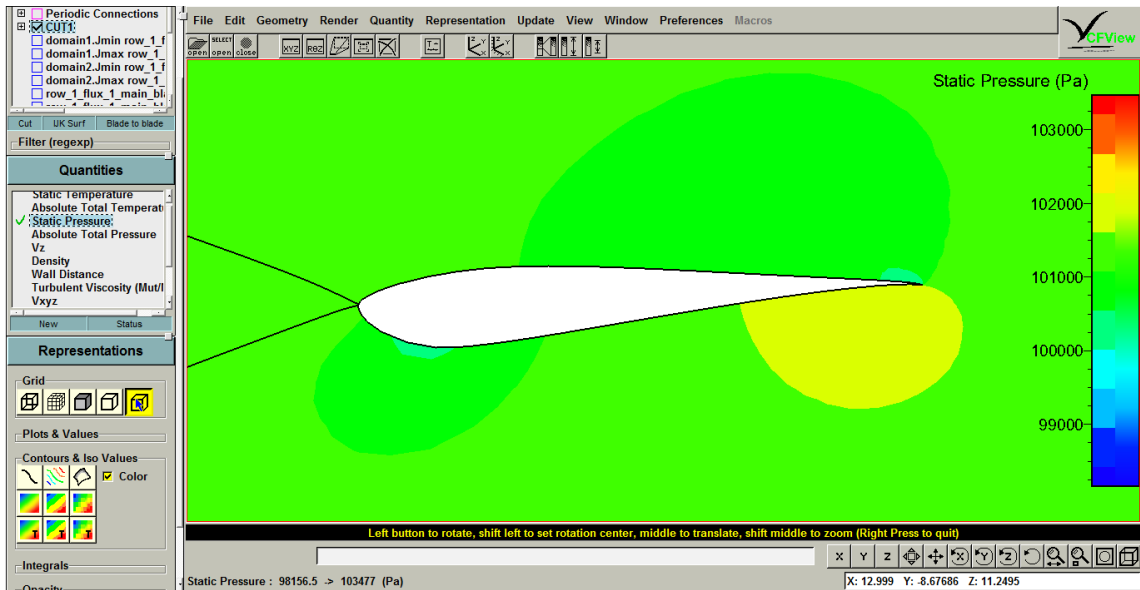 Periodic Connections
CUT1
domain1.Jmin row_1_f
domain1.Jmax row_1_
domain2.Jmin row_1_f
domain2.Jmax row_1_
row_1_flux_1_main_bla
Cut UK Surf Blade to blade
Filter (regexp)
Quantities
Static Temperature
Absolute Total Temperat
Static Pressure
Absolute Total Pressure
Vz
Density
Wall Distance
Turbulent Viscosity (Mut/l
Vxyz
New Status
Representations
Grid
Plots & Values
Contours & Iso Values
Color
Integrals
Opacity
File Edit Geometry Render Quantity Representation Update View Window Preferences Macros
open SELECT open close XYZ RΘZ
CFView
Static Pressure (Pa)
103000
102000
101000
100000
99000
Left button to rotate, shift left to set rotation center, middle to translate, shift middle to zoom (Right Press to quit)
X Y Z X Y Z
Static Pressure : 98156.5 -> 103477 (Pa)
X: 12.999 Y: -8.67686 Z: 11.2495